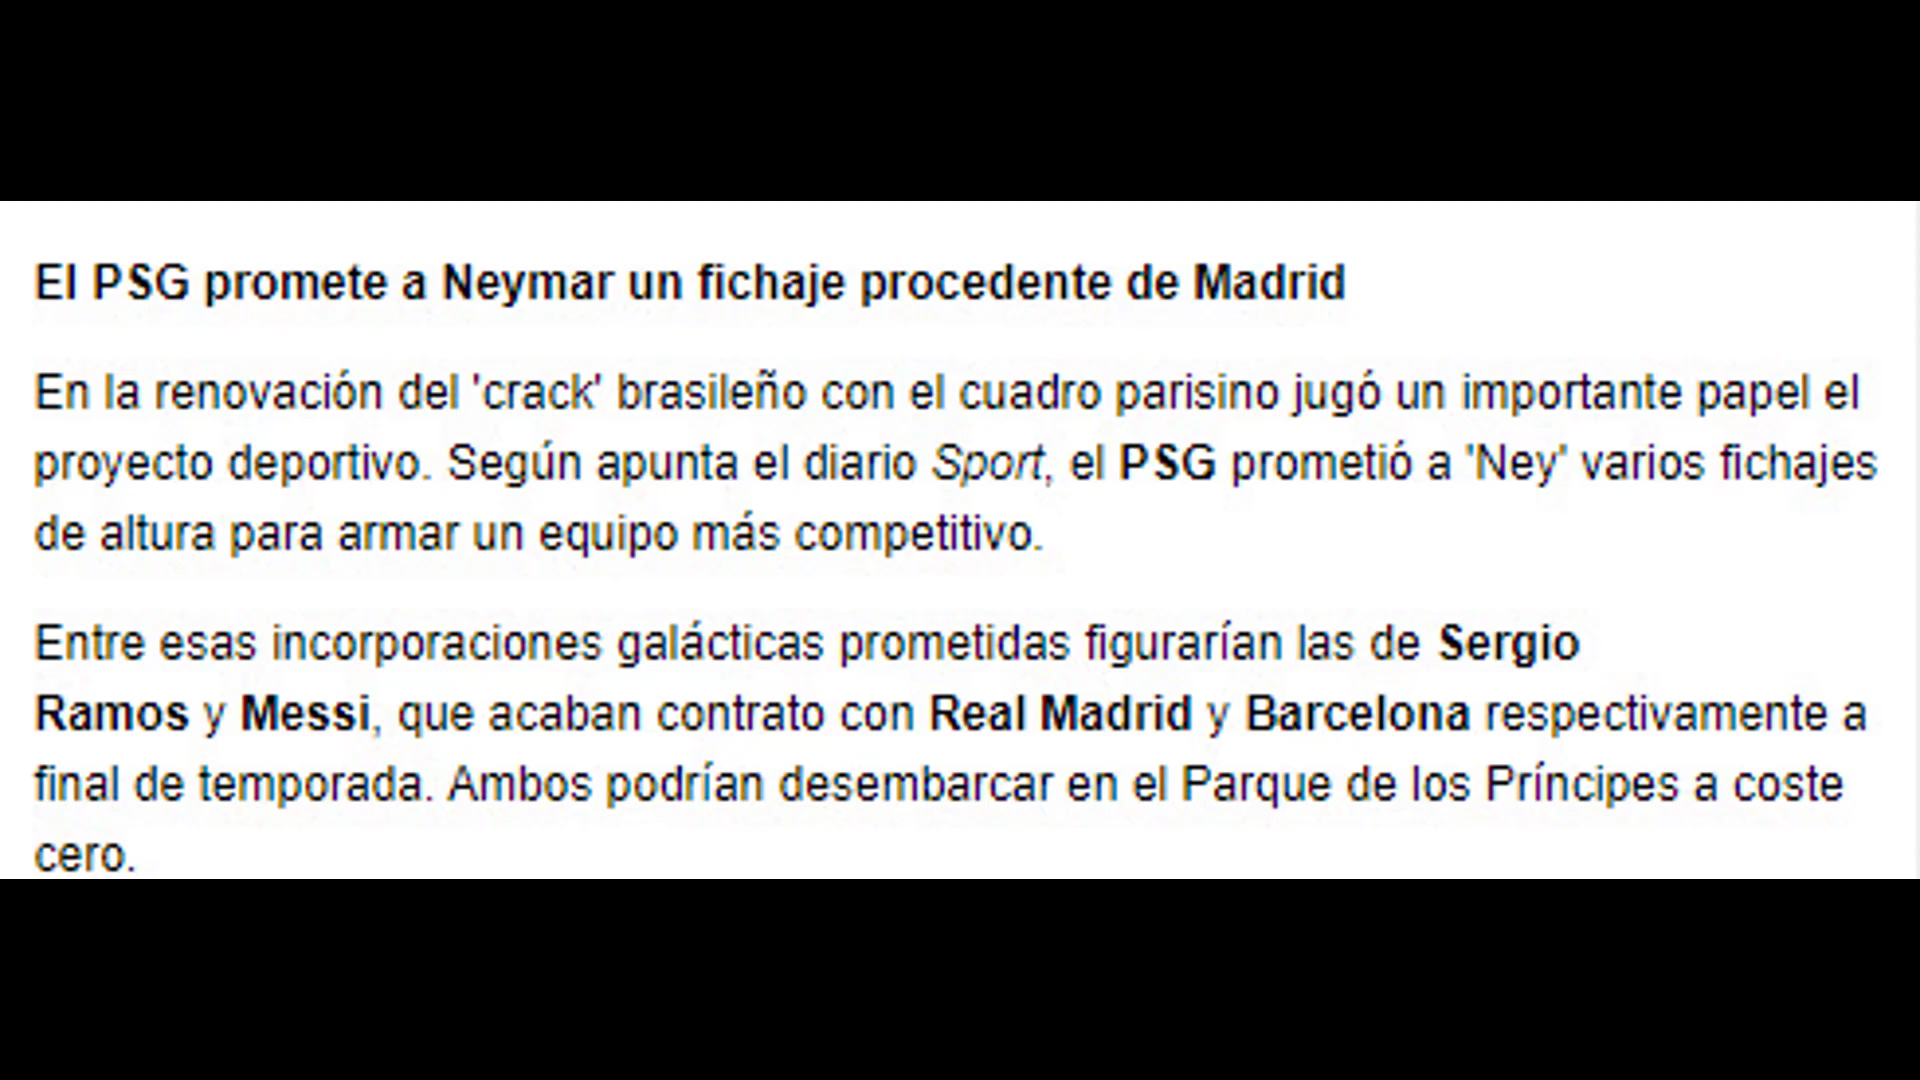 El PSG promete a Neymar un fichaje procedente de Madrid
En la renovación del 'crack' brasileño con el cuadro parisino jugó un importante papel el
proyecto deportivo. Según apunta el diario Sport, el PSG prometió a 'Ney' varios fichajes
de altura para armar un equipo más competitivo.
Entre esas incorporaciones galácticas prometidas figurarían las de Sergio
Ramos y Messi, que acaban contrato con Real Madrid y Barcelona respectivamente a
final de temporada. Ambos podrían desembarcar en el Parque de los Príncipes a coste
cero.